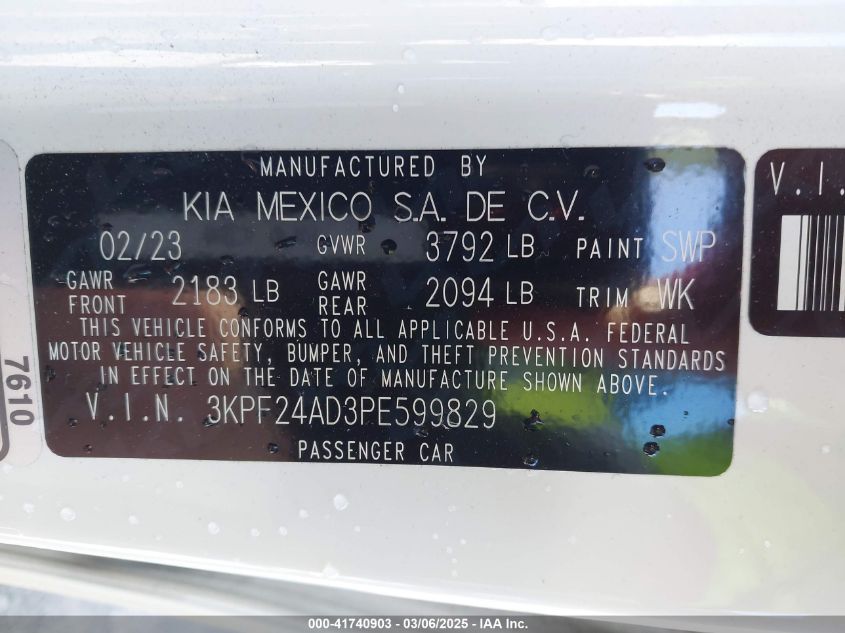 MANUFACTURED BY
KIA MEXICO S.A. DE C.V.
02/23 GVWR 3792 LB PAINT SWP
GAWR FRONT 2183 LB GAWR REAR 2094 LB TRIM WK
THIS VEHICLE CONFORMS TO ALL APPLICABLE U.S.A. FEDERAL
MOTOR VEHICLE SAFETY, BUMPER, AND THEFT PREVENTION STANDARDS
IN EFFECT ON THE DATE OF MANUFACTURE SHOWN ABOVE.
V.I.N. 3KPF24AD3PE599829
PASSENGER CAR
7610
V.I.
000-41740903 - 03/06/2025 - IAA Inc.